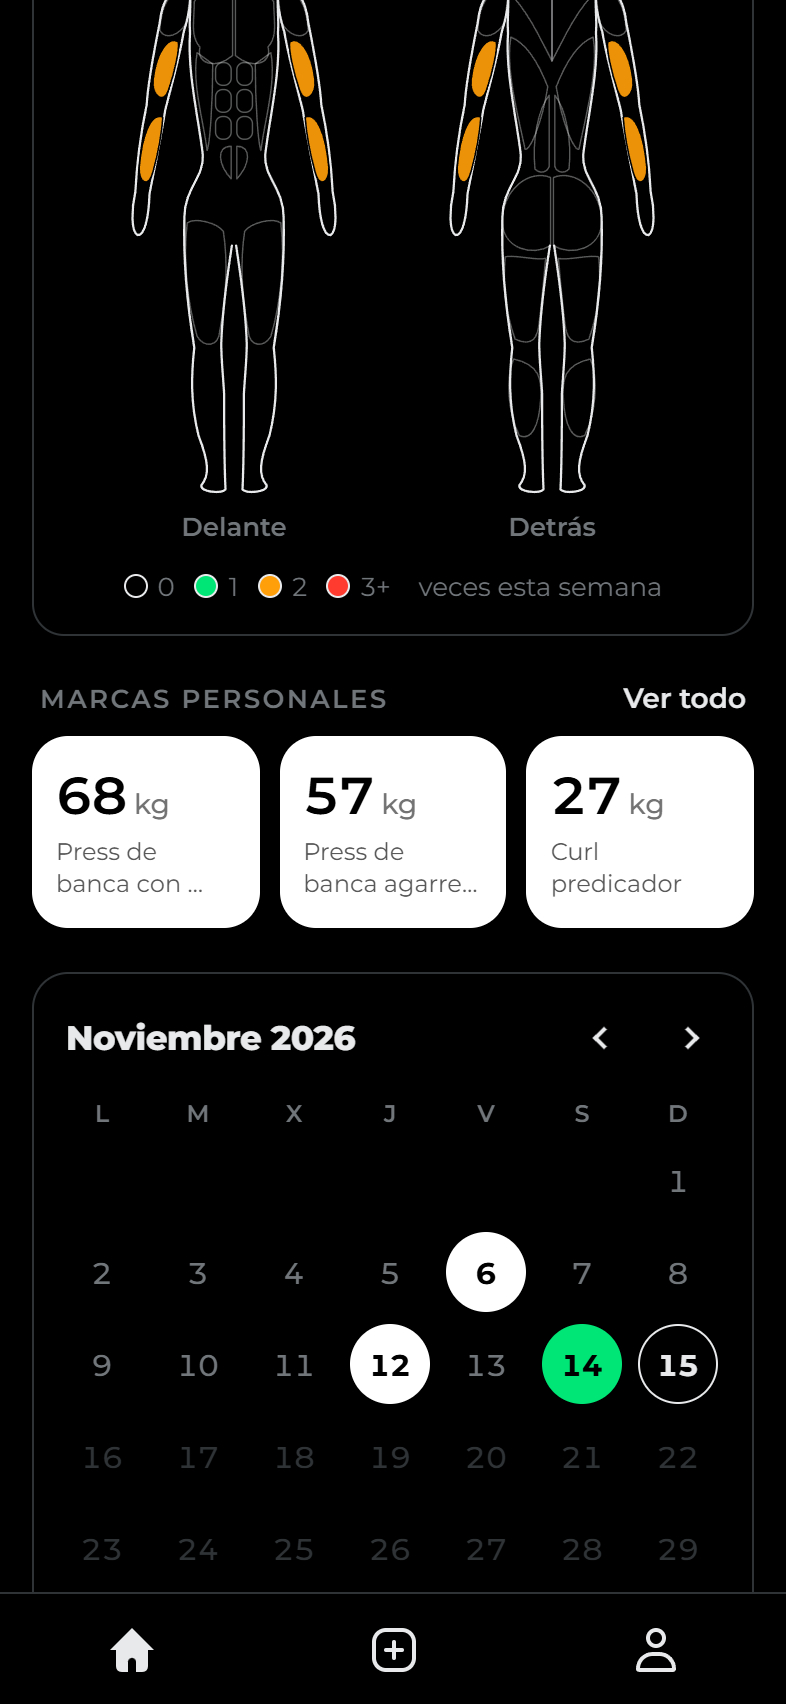 Delante Detrás
0 1 2 3+ veces esta semana
MARCAS PERSONALES Ver todo
68 kg
Press de
banca con ...
57 kg
Press de
banca agarre...
27 kg
Curl
predicador
Noviembre 2026
L M X J V S D
1
2 3 4 5 6 7 8
9 10 11 12 13 14 15
16 17 18 19 20 21 22
23 24 25 26 27 28 29